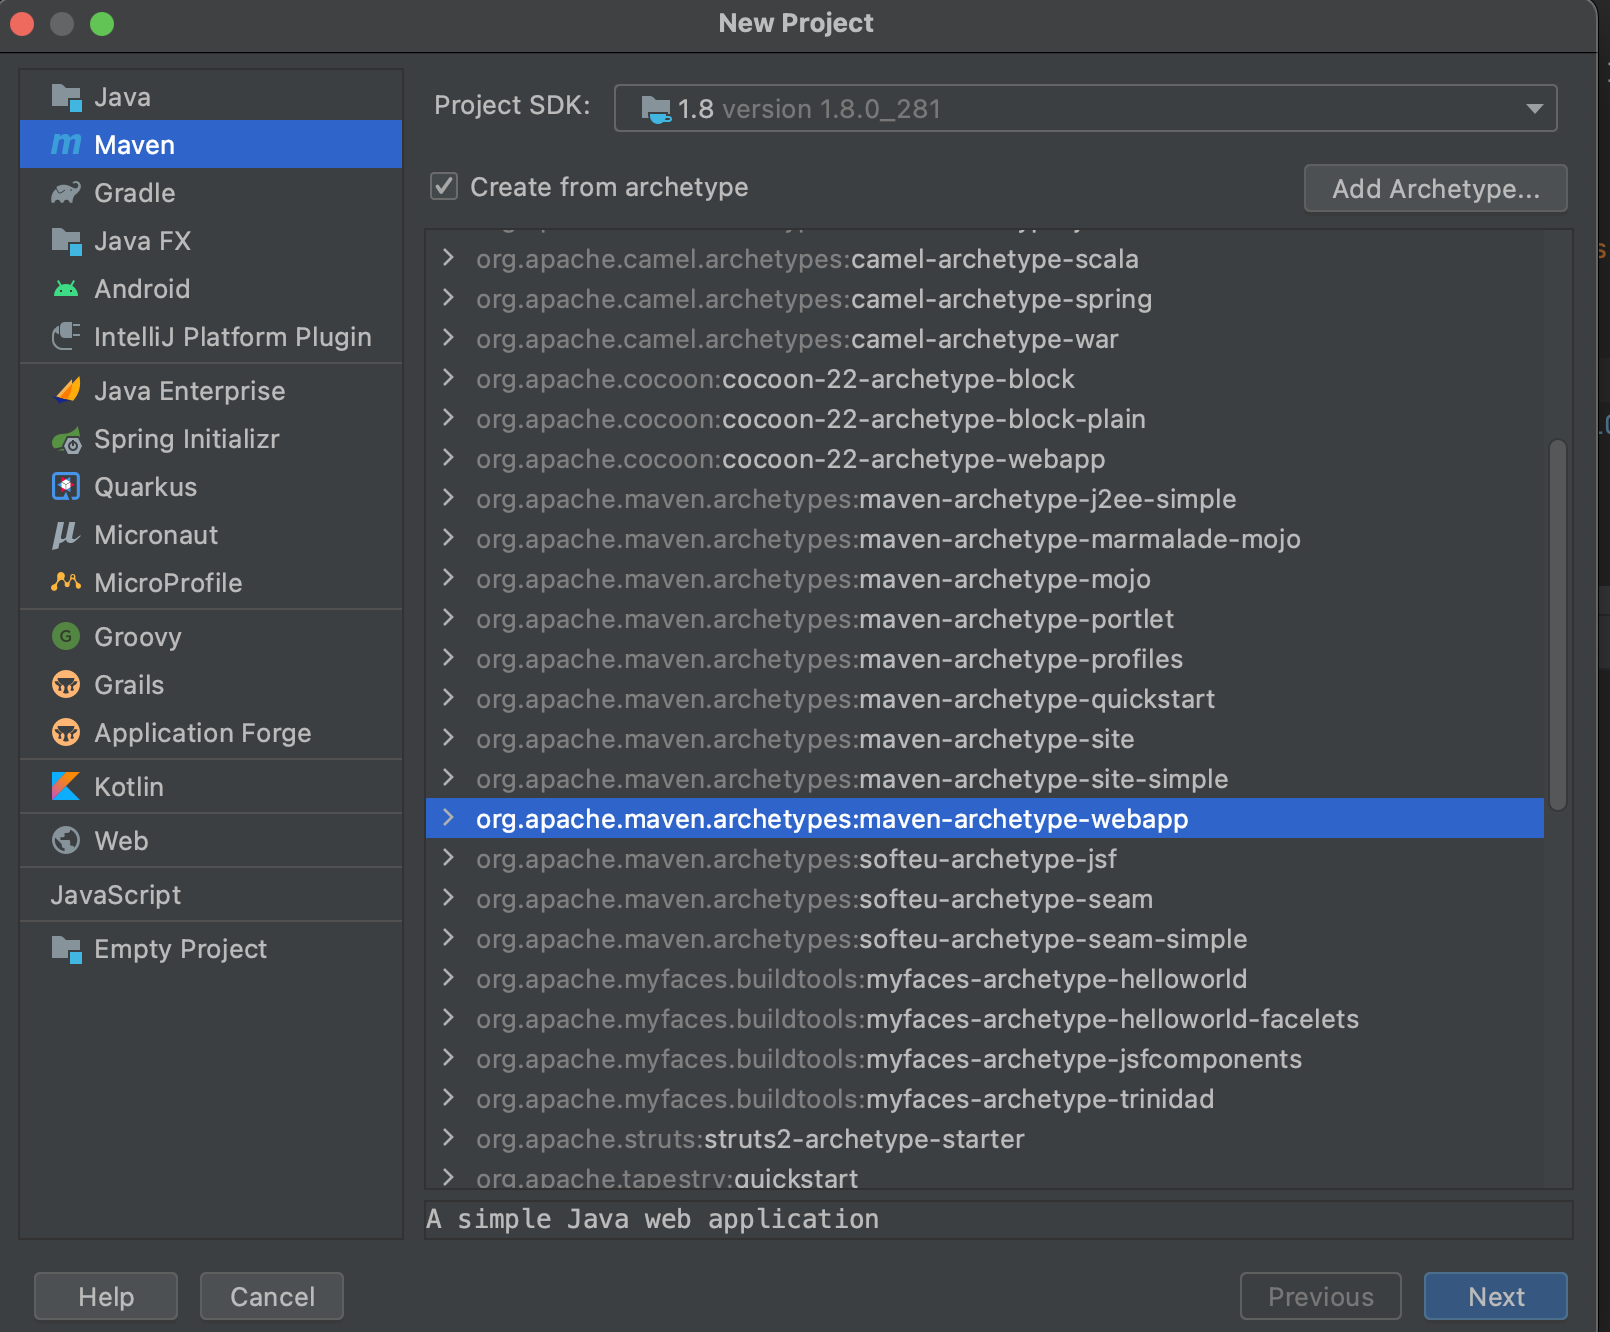 New Project
Java
Maven
Gradle
Java FX
Android
IntelliJ Platform Plugin
Java Enterprise
Spring Initializr
Quarkus
Micronaut
MicroProfile
Groovy
Grails
Application Forge
Kotlin
Web
JavaScript
Empty Project
Project SDK: 1.8 version 1.8.0_281
Create from archetype
Add Archetype...
org.apache.camel.archetypes:camel-archetype-scala
org.apache.camel.archetypes:camel-archetype-spring
org.apache.camel.archetypes:camel-archetype-war
org.apache.cocoon:cocoon-22-archetype-block
org.apache.cocoon:cocoon-22-archetype-block-plain
org.apache.cocoon:cocoon-22-archetype-webapp
org.apache.maven.archetypes:maven-archetype-j2ee-simple
org.apache.maven.archetypes:maven-archetype-marmalade-mojo
org.apache.maven.archetypes:maven-archetype-mojo
org.apache.maven.archetypes:maven-archetype-portlet
org.apache.maven.archetypes:maven-archetype-profiles
org.apache.maven.archetypes:maven-archetype-quickstart
org.apache.maven.archetypes:maven-archetype-site
org.apache.maven.archetypes:maven-archetype-site-simple
org.apache.maven.archetypes:maven-archetype-webapp
org.apache.maven.archetypes:softeu-archetype-jsf
org.apache.maven.archetypes:softeu-archetype-seam
org.apache.maven.archetypes:softeu-archetype-seam-simple
org.apache.myfaces.buildtools:myfaces-archetype-helloworld
org.apache.myfaces.buildtools:myfaces-archetype-helloworld-facelets
org.apache.myfaces.buildtools:myfaces-archetype-jsfcomponents
org.apache.myfaces.buildtools:myfaces-archetype-trinidad
org.apache.struts:struts2-archetype-starter
org.apache.tapestry:quickstart
A simple Java web application
Help
Cancel
Previous
Next